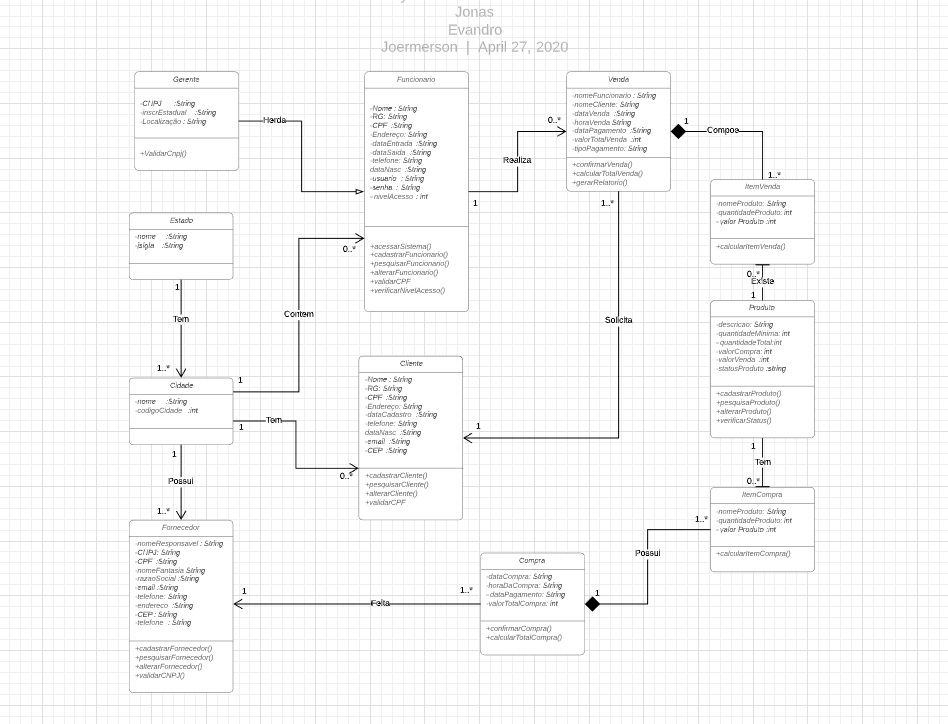 Jonas
Evandro
Joermerson | April 27, 2020
Gerente
-CNPJ :String
-inscrEstadual :String
-Localização : String
+ValidarCnpj()
Herda
Funcionario
-Nome : String
-RG: String
-CPF :String
-Endereço: String
-dataEntrada :String
-dataSaida :String
-telefone: String
dataNasc :String
-usuario : String
-senha : String
-nivelAcesso : int
+acessarSistema()
+cadastrarFuncionario()
+pesquisarFuncionario()
+alterarFuncionario()
+validarCPF
+verificarNivelAcesso()
Realiza
1
0..*
Venda
-nomeFuncionario : String
-nomeCliente: String
-dataVenda :String
-horaVenda String
-dataPagamento :String
-valorTotalVenda :int
-tipoPagamento: String
+confirmarVenda()
+calcularTotalVenda()
+gerarRelatorio()
1
Compoe
1..*
1..*
Solicita
1
ItemVenda
-nomeProduto: String
-quantidadeProduto: int
-valor Produto :int
+calcularItemVenda()
0..*
Existe
1
Estado
-nome :String
-isigla :String
1
Tem
1..*
Contem
0..*
1
Cidade
-nome :String
-codigoCidade :int
1
Tem
0..*
1
Possui
1..*
Cliente
-Nome : String
-RG: String
-CPF :String
-Endereço: String
-dataCadastro :String
-telefone: String
dataNasc :String
-email :String
-CEP :String
+cadastrarCliente()
+pesquisarCliente()
+alterarCliente()
+validarCPF
Produto
-descricao: String
-quantidadeMinima: int
-quantidadeTotal:int
-valorCompra: int
-valorVenda :int
-statusProduto :string
+cadastrarProduto()
+pesquisaProduto()
+alterarProduto()
+verificarStatus()
1
Tem
0..*
ItemCompra
-nomeProduto: String
-quantidadeProduto: int
-valor Produto :int
+calcularItemCompra()
1..*
Possui
1
Fornecedor
-nomeResponsavel : String
-CNPJ: String
-CPF :String
-nomeFantasia String
-razaoSocial :String
-email :String
-telefone: String
-endereco :String
-CEP : String
-telefone : String
+cadastrarFornecedor()
+pesquisarFornecedor()
+alterarFornecedor()
+validarCNPJ()
1
Feita
1..*
Compra
-dataCompra: String
-horaDaCompra: String
-dataPagamento: String
-valorTotalCompra: int
+confirmarCompra()
+calcularTotalCompra()